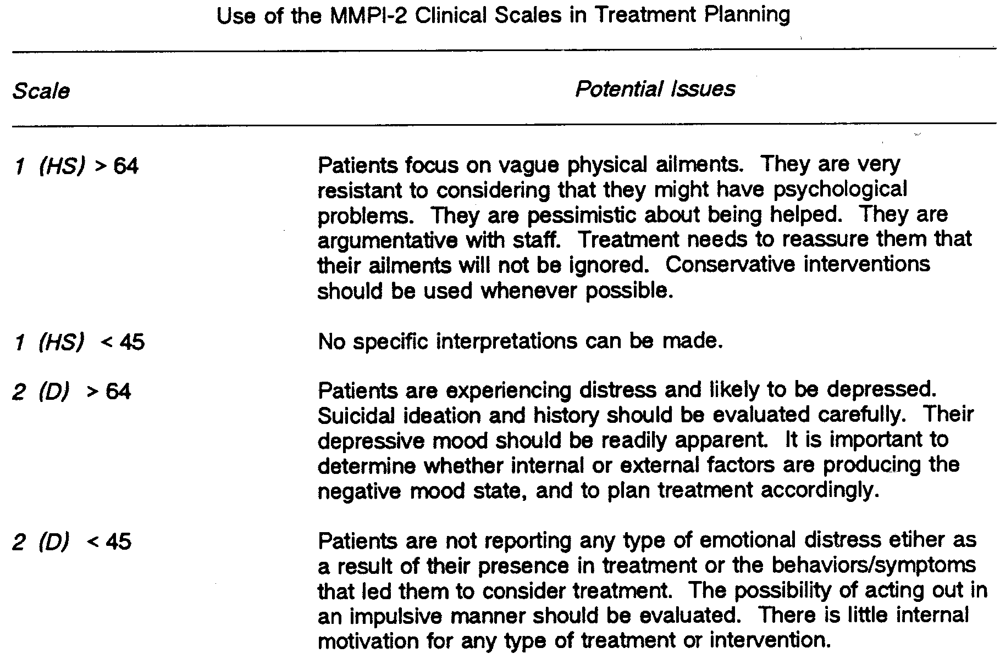 Use of the MMPI-2 Clinical Scales in Treatment Planning
Scale Potential Issues
1 (HS) > 64 Patients focus on vague physical ailments. They are very
resistant to considering that they might have psychological
problems. They are pessimistic about being helped. They are
argumentative with staff. Treatment needs to reassure them that
their ailments will not be ignored. Conservative interventions
should be used whenever possible.
1 (HS) < 45 No specific interpretations can be made.
2 (D) > 64 Patients are experiencing distress and likely to be depressed.
Suicidal ideation and history should be evaluated carefully. Their
depressive mood should be readily apparent. It is important to
determine whether internal or external factors are producing the
negative mood state, and to plan treatment accordingly.
2 (D) < 45 Patients are not reporting any type of emotional distress etiher as
a result of their presence in treatment or the behaviors/symptoms
that led them to consider treatment. The possibility of acting out in
an impulsive manner should be evaluated. There is little internal
motivation for any type of treatment or intervention.